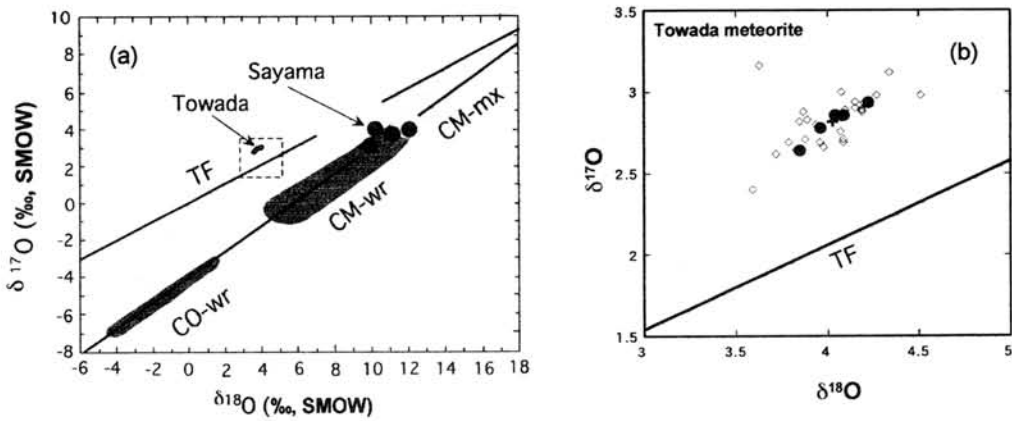 (a)
Sayama
Towada
TF
CM-mx
CM-wr
CO-wr
δ¹⁷O (‰, SMOW)
10
8
6
4
2
0
-2
-4
-6
-8
-6 -4 -2 0 2 4 6 8 10 12 14 16 18
δ¹⁸O (‰, SMOW)
Towada meteorite
(b)
TF
δ¹⁷O
3.5
3
2.5
2
1.5
3 3.5 4 4.5 5
δ¹⁸O